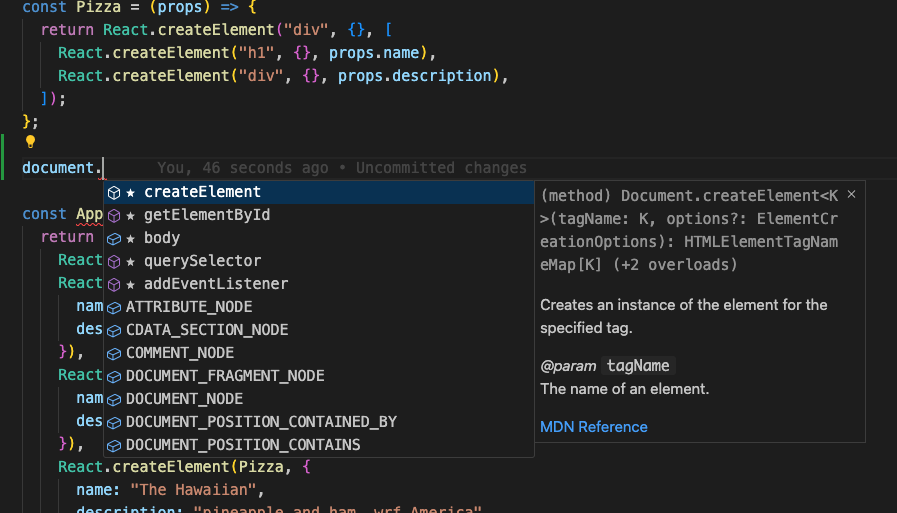 const Pizza = (props) => {
return React.createElement("div", {}, [
React.createElement("h1", {}, props.name),
React.createElement("div", {}, props.description),
]);
};
document. You, 46 seconds ago • Uncommitted changes
const App
return
React
React
nam
des
}),
React
nam
des
}),
React.createElement(Pizza, {
name: "The Hawaiian",
description: "pineapple and ham, wrf America"
★ createElement
★ getElementById
★ body
★ querySelector
★ addEventListener
ATTRIBUTE_NODE
CDATA_SECTION_NODE
COMMENT_NODE
DOCUMENT_FRAGMENT_NODE
DOCUMENT_NODE
DOCUMENT_POSITION_CONTAINED_BY
DOCUMENT_POSITION_CONTAINS
(method) Document.createElement<K
>(tagName: K, options?: ElementCr
eationOptions): HTMLElementTagNam
eMap[K] (+2 overloads)
Creates an instance of the element for the
specified tag.
@param tagName
The name of an element.
MDN Reference